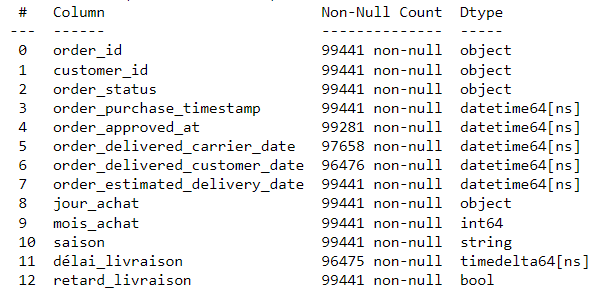 #   Column                         Non-Null Count  Dtype
---  ------                         --------------  -----
 0   order_id                       99441 non-null  object
 1   customer_id                    99441 non-null  object
 2   order_status                   99441 non-null  object
 3   order_purchase_timestamp       99441 non-null  datetime64[ns]
 4   order_approved_at              99281 non-null  datetime64[ns]
 5   order_delivered_carrier_date   97658 non-null  datetime64[ns]
 6   order_delivered_customer_date  96476 non-null  datetime64[ns]
 7   order_estimated_delivery_date  99441 non-null  datetime64[ns]
 8   jour_achat                     99441 non-null  object
 9   mois_achat                     99441 non-null  int64
 10  saison                         99441 non-null  string
 11  délai_livraison                96475 non-null  timedelta64[ns]
 12  retard_livraison               99441 non-null  bool